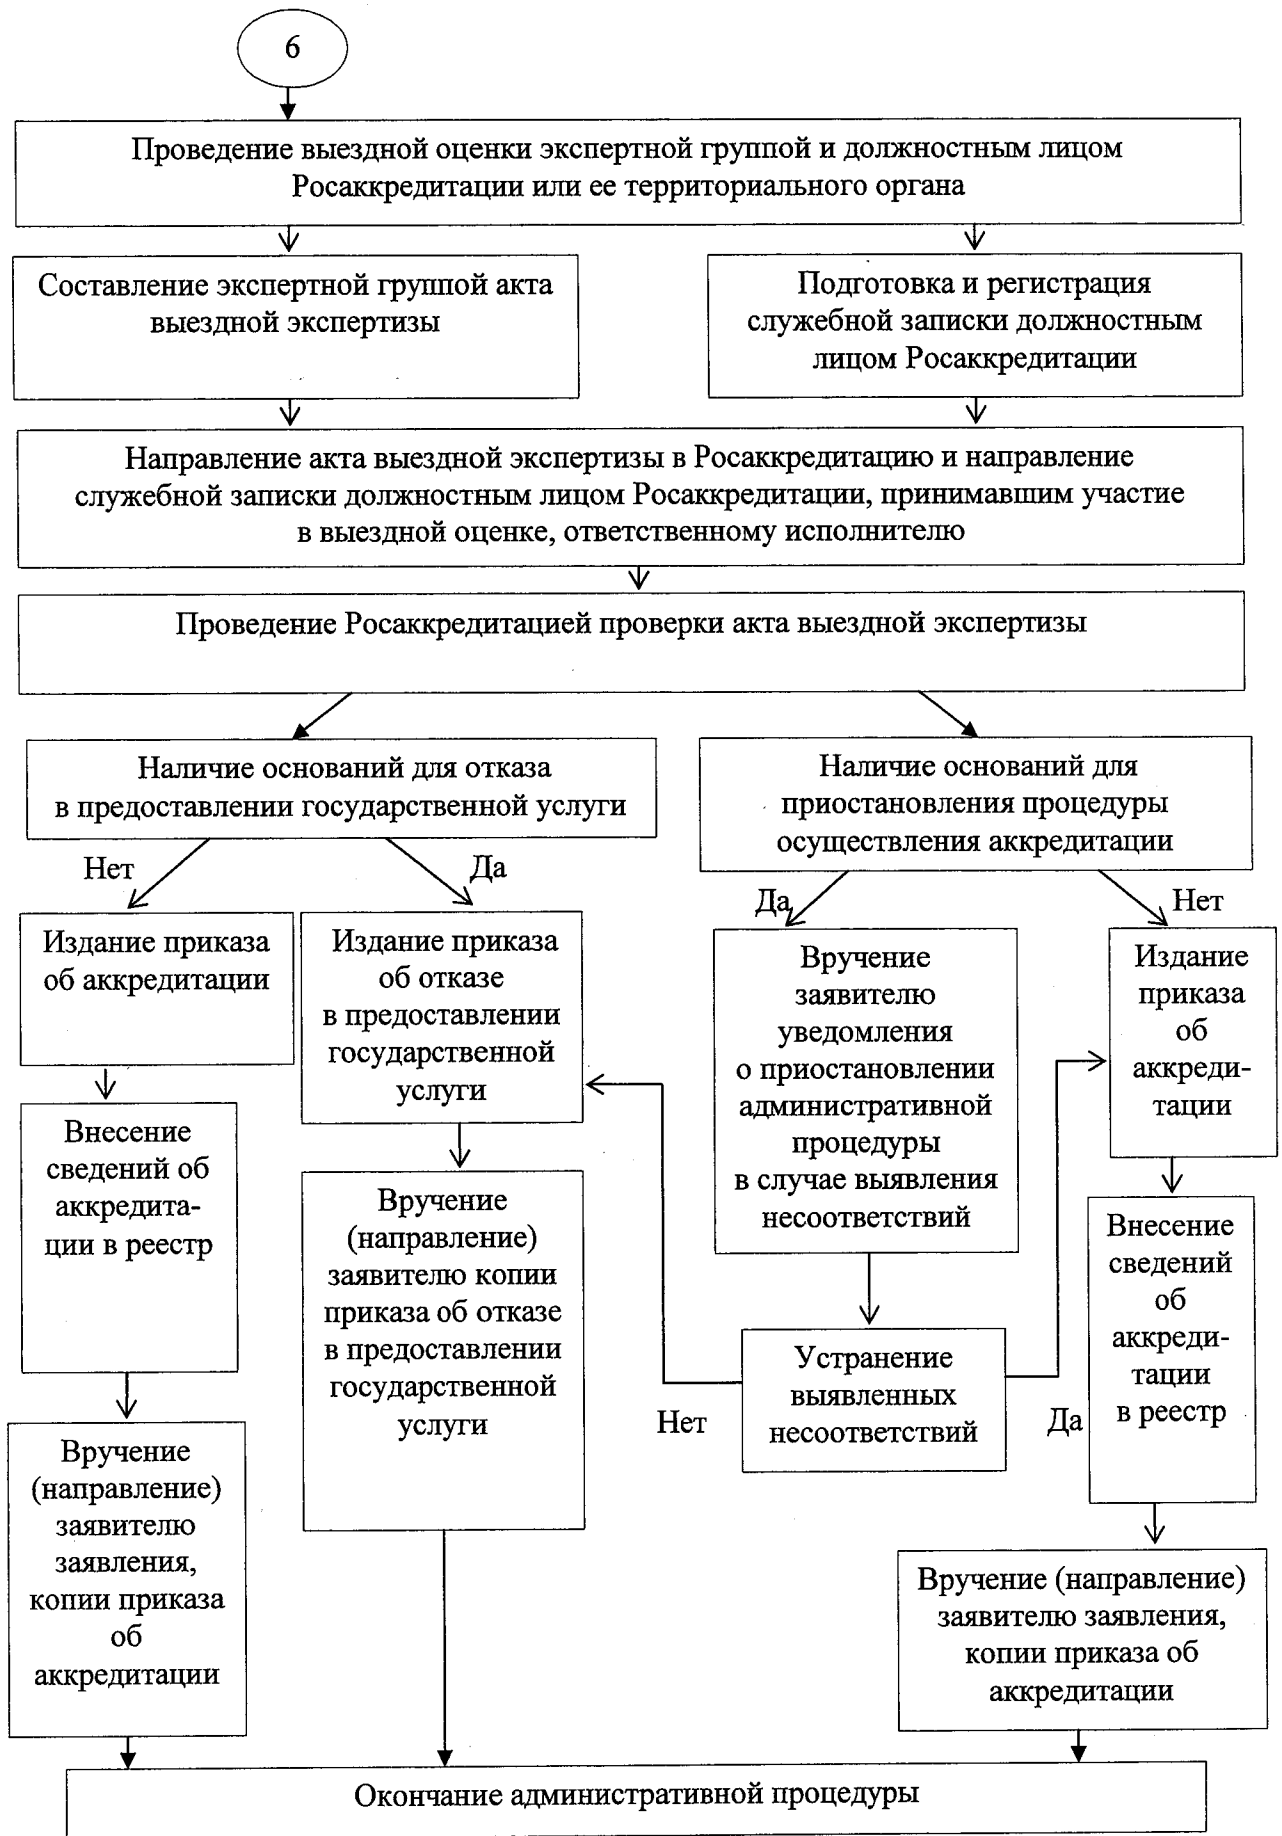 6
Проведение выездной оценки экспертной группой и должностным лицом
Росаккредитации или ее территориального органа
Составление экспертной группой акта
выездной экспертизы
Подготовка и регистрация
служебной записки должностным
лицом Росаккредитации
Направление акта выездной экспертизы в Росаккредитацию и направление
служебной записки должностным лицом Росаккредитации, принимавшим участие
в выездной оценке, ответственному исполнителю
Проведение Росаккредитацией проверки акта выездной экспертизы
Наличие оснований для отказа
в предоставлении государственной услуги
Наличие оснований для
приостановления процедуры
осуществления аккредитации
Нет
Да
Да
Нет
Издание приказа
об аккредитации
Издание приказа
об отказе
в предоставлении
государственной
услуги
Вручение
заявителю
уведомления
о приостановлении
административной
процедуры
в случае выявления
несоответствий
Издание
приказа
об
аккреди-
тации
Внесение
сведений об
аккредита-
ции в реестр
Вручение
(направление)
заявителю копии
приказа об отказе
в предоставлении
государственной
услуги
Устранение
выявленных
несоответствий
Нет
Да
Внесение
сведений
об
аккреди-
тации
в реестр
Вручение
(направление)
заявителю
заявления,
копии приказа
об
аккредитации
Вручение (направление)
заявителю заявления,
копии приказа об
аккредитации
Окончание административной процедуры